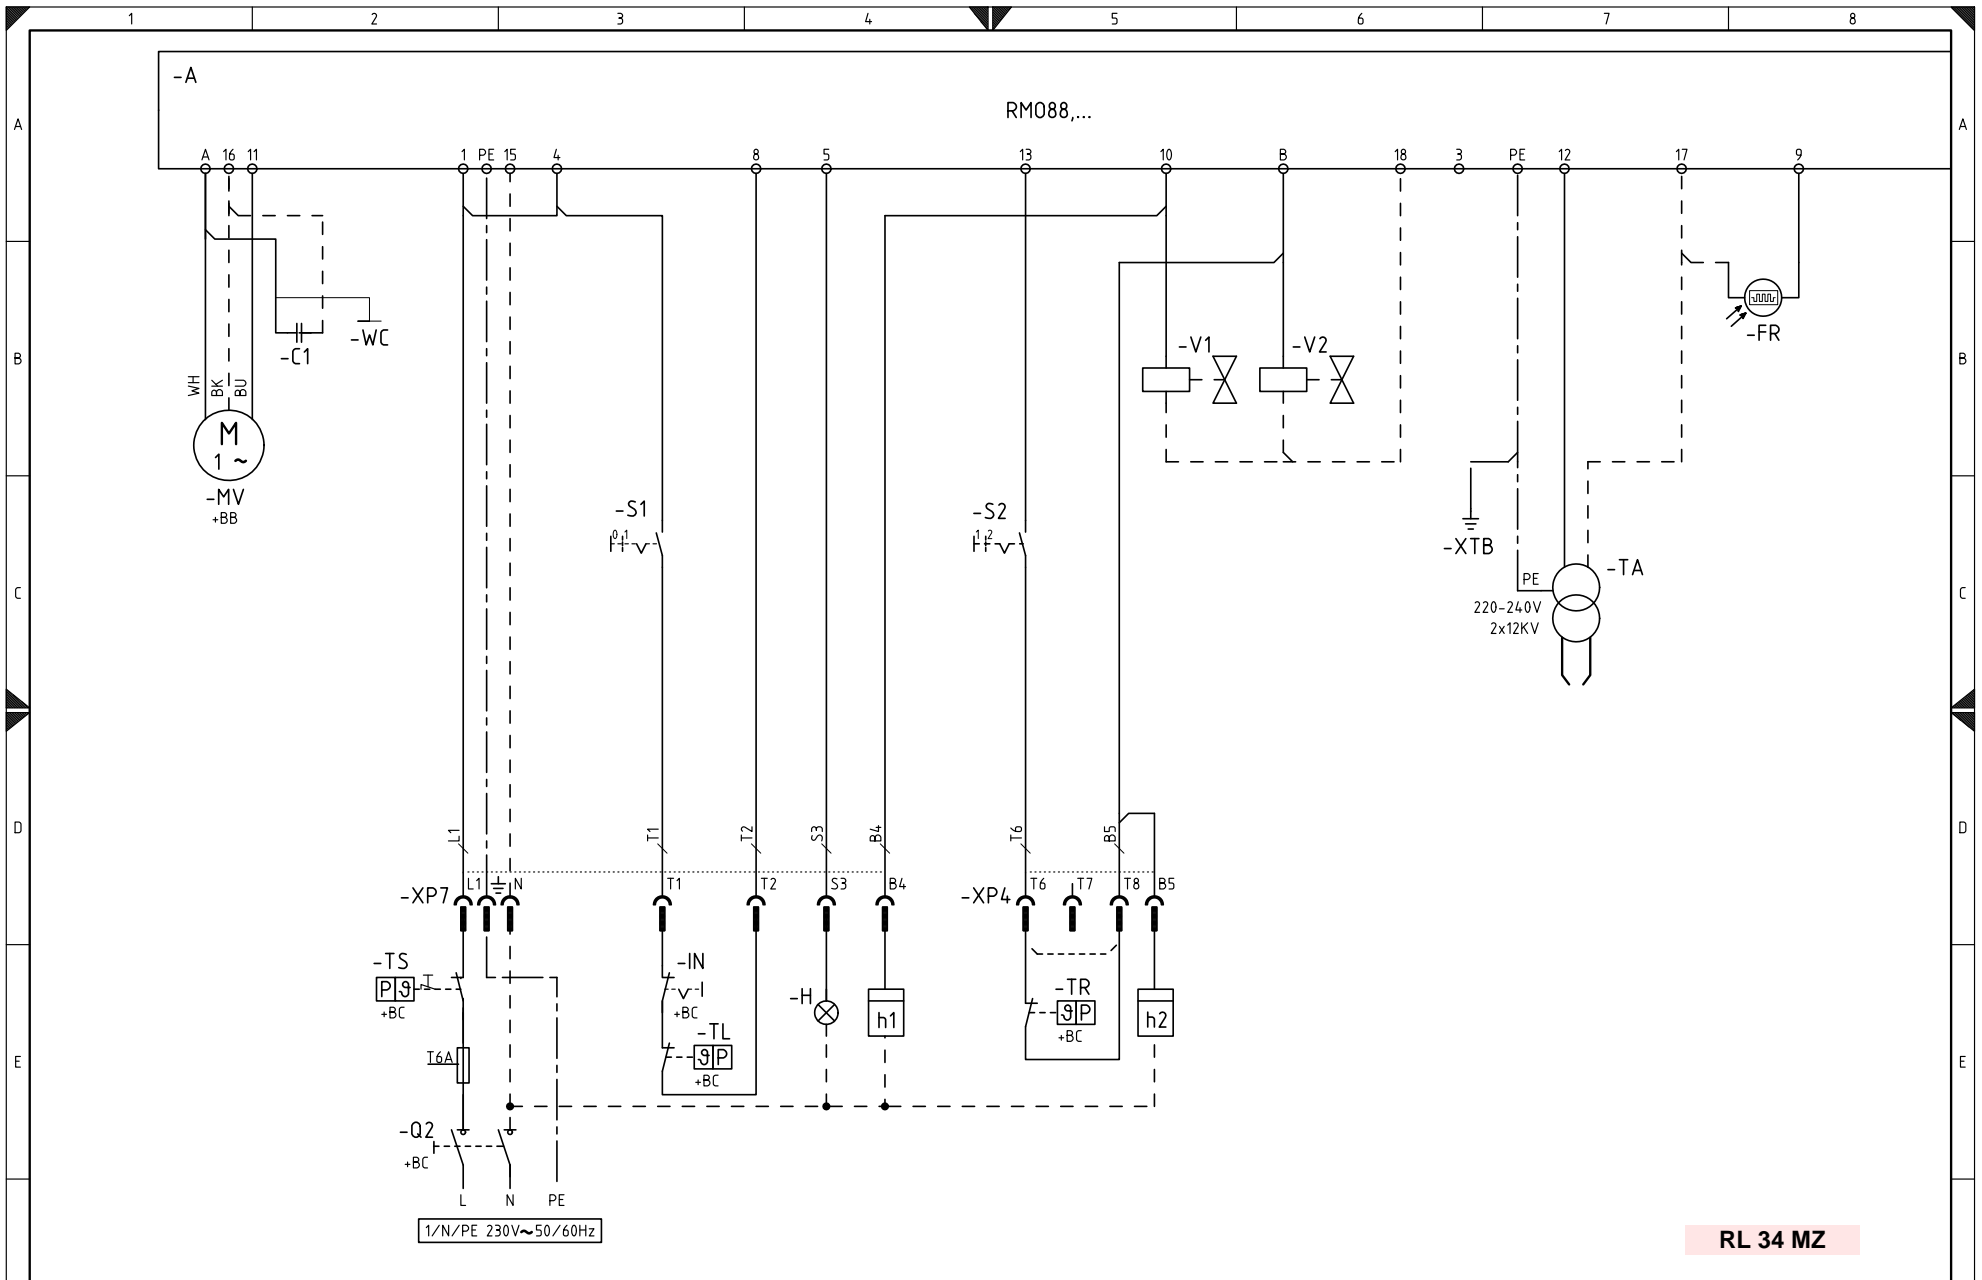 1 2 3 4 5 6 7 8
-A
RMO88,...
A A
A 16 11 1 PE 15 4 8 5 13 10 B 18 3 PE 12 17 9
-WC
-C1
-FR
-V1 -V2
B B
WH BK BU
M
1 ~
-MV
+BB
-S1
0 1
-S2
1 2
-XTB
-TA
PE
C C
220-240V
2x12KV
D D
L1 T1 T2 S3 B4 T6 B5
L1 N T1 T2 S3 B4 T6 T7 T8 B5
-XP7 -XP4
-TS
P ϑ
+BC
-IN
+BC
-H
h1
-TR
ϑ P
+BC
h2
-TL
ϑ P
+BC
T6A
E E
-Q2
+BC
L N PE
1/N/PE 230V~50/60Hz
RL 34 MZ